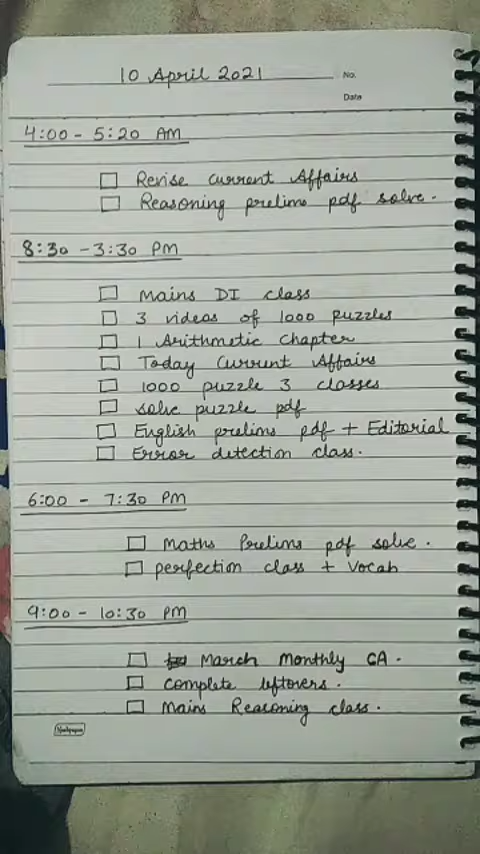 10 April 2021
No.
Date
4:00 - 5:20 AM
Revise current Affairs
Reasoning prelims pdf solve.
8:30 - 3:30 PM
Mains DI class
3 videos of 1000 puzzles
1 Arithmetic Chapter
Today Current Affairs
1000 puzzle 3 classes
solve puzzle pdf
English prelims pdf + Editorial
Error detection class.
6:00 - 7:30 PM
Maths Prelims pdf solve.
perfection class + Vocab
9:00 - 10:30 PM
March Monthly CA.
complete leftovers.
Mains Reasoning class.